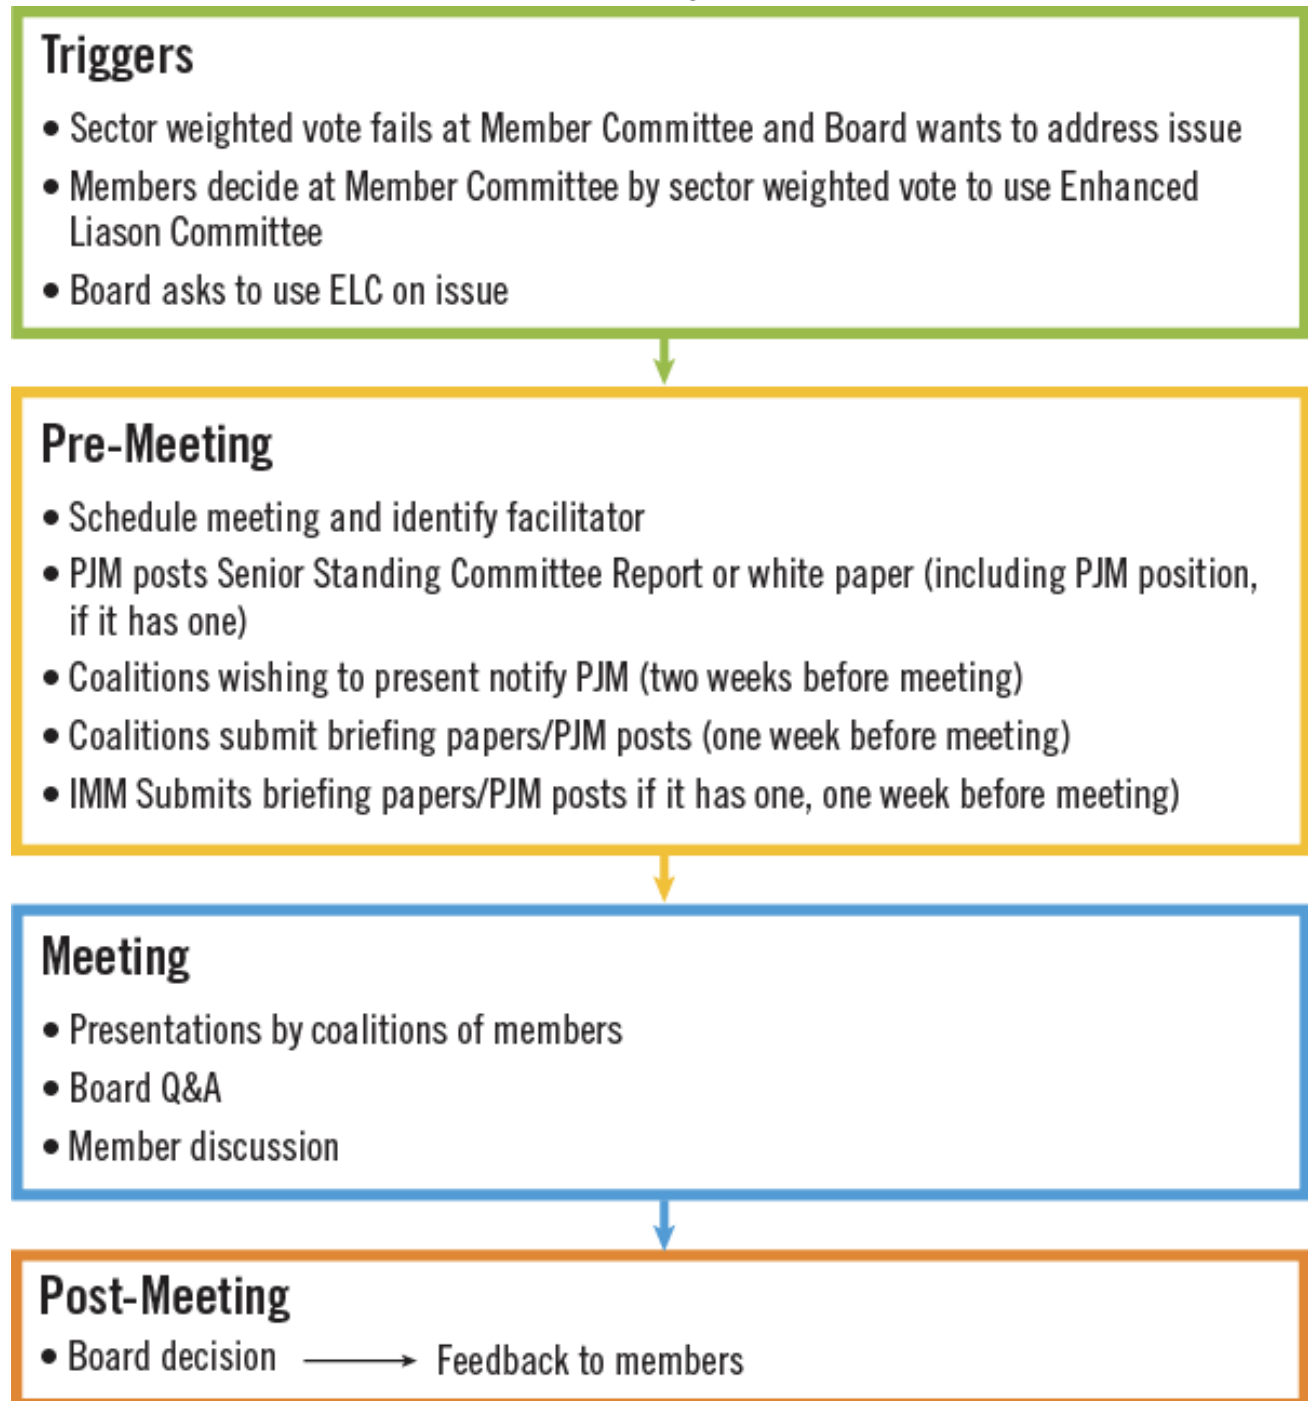 Triggers
• Sector weighted vote fails at Member Committee and Board wants to address issue
• Members decide at Member Committee by sector weighted vote to use Enhanced
Liason Committee
• Board asks to use ELC on issue
Pre-Meeting
• Schedule meeting and identify facilitator
• PJM posts Senior Standing Committee Report or white paper (including PJM position,
if it has one)
• Coalitions wishing to present notify PJM (two weeks before meeting)
• Coalitions submit briefing papers/PJM posts (one week before meeting)
• IMM Submits briefing papers/PJM posts if it has one, one week before meeting)
Meeting
• Presentations by coalitions of members
• Board Q&A
• Member discussion
Post-Meeting
• Board decision → Feedback to members